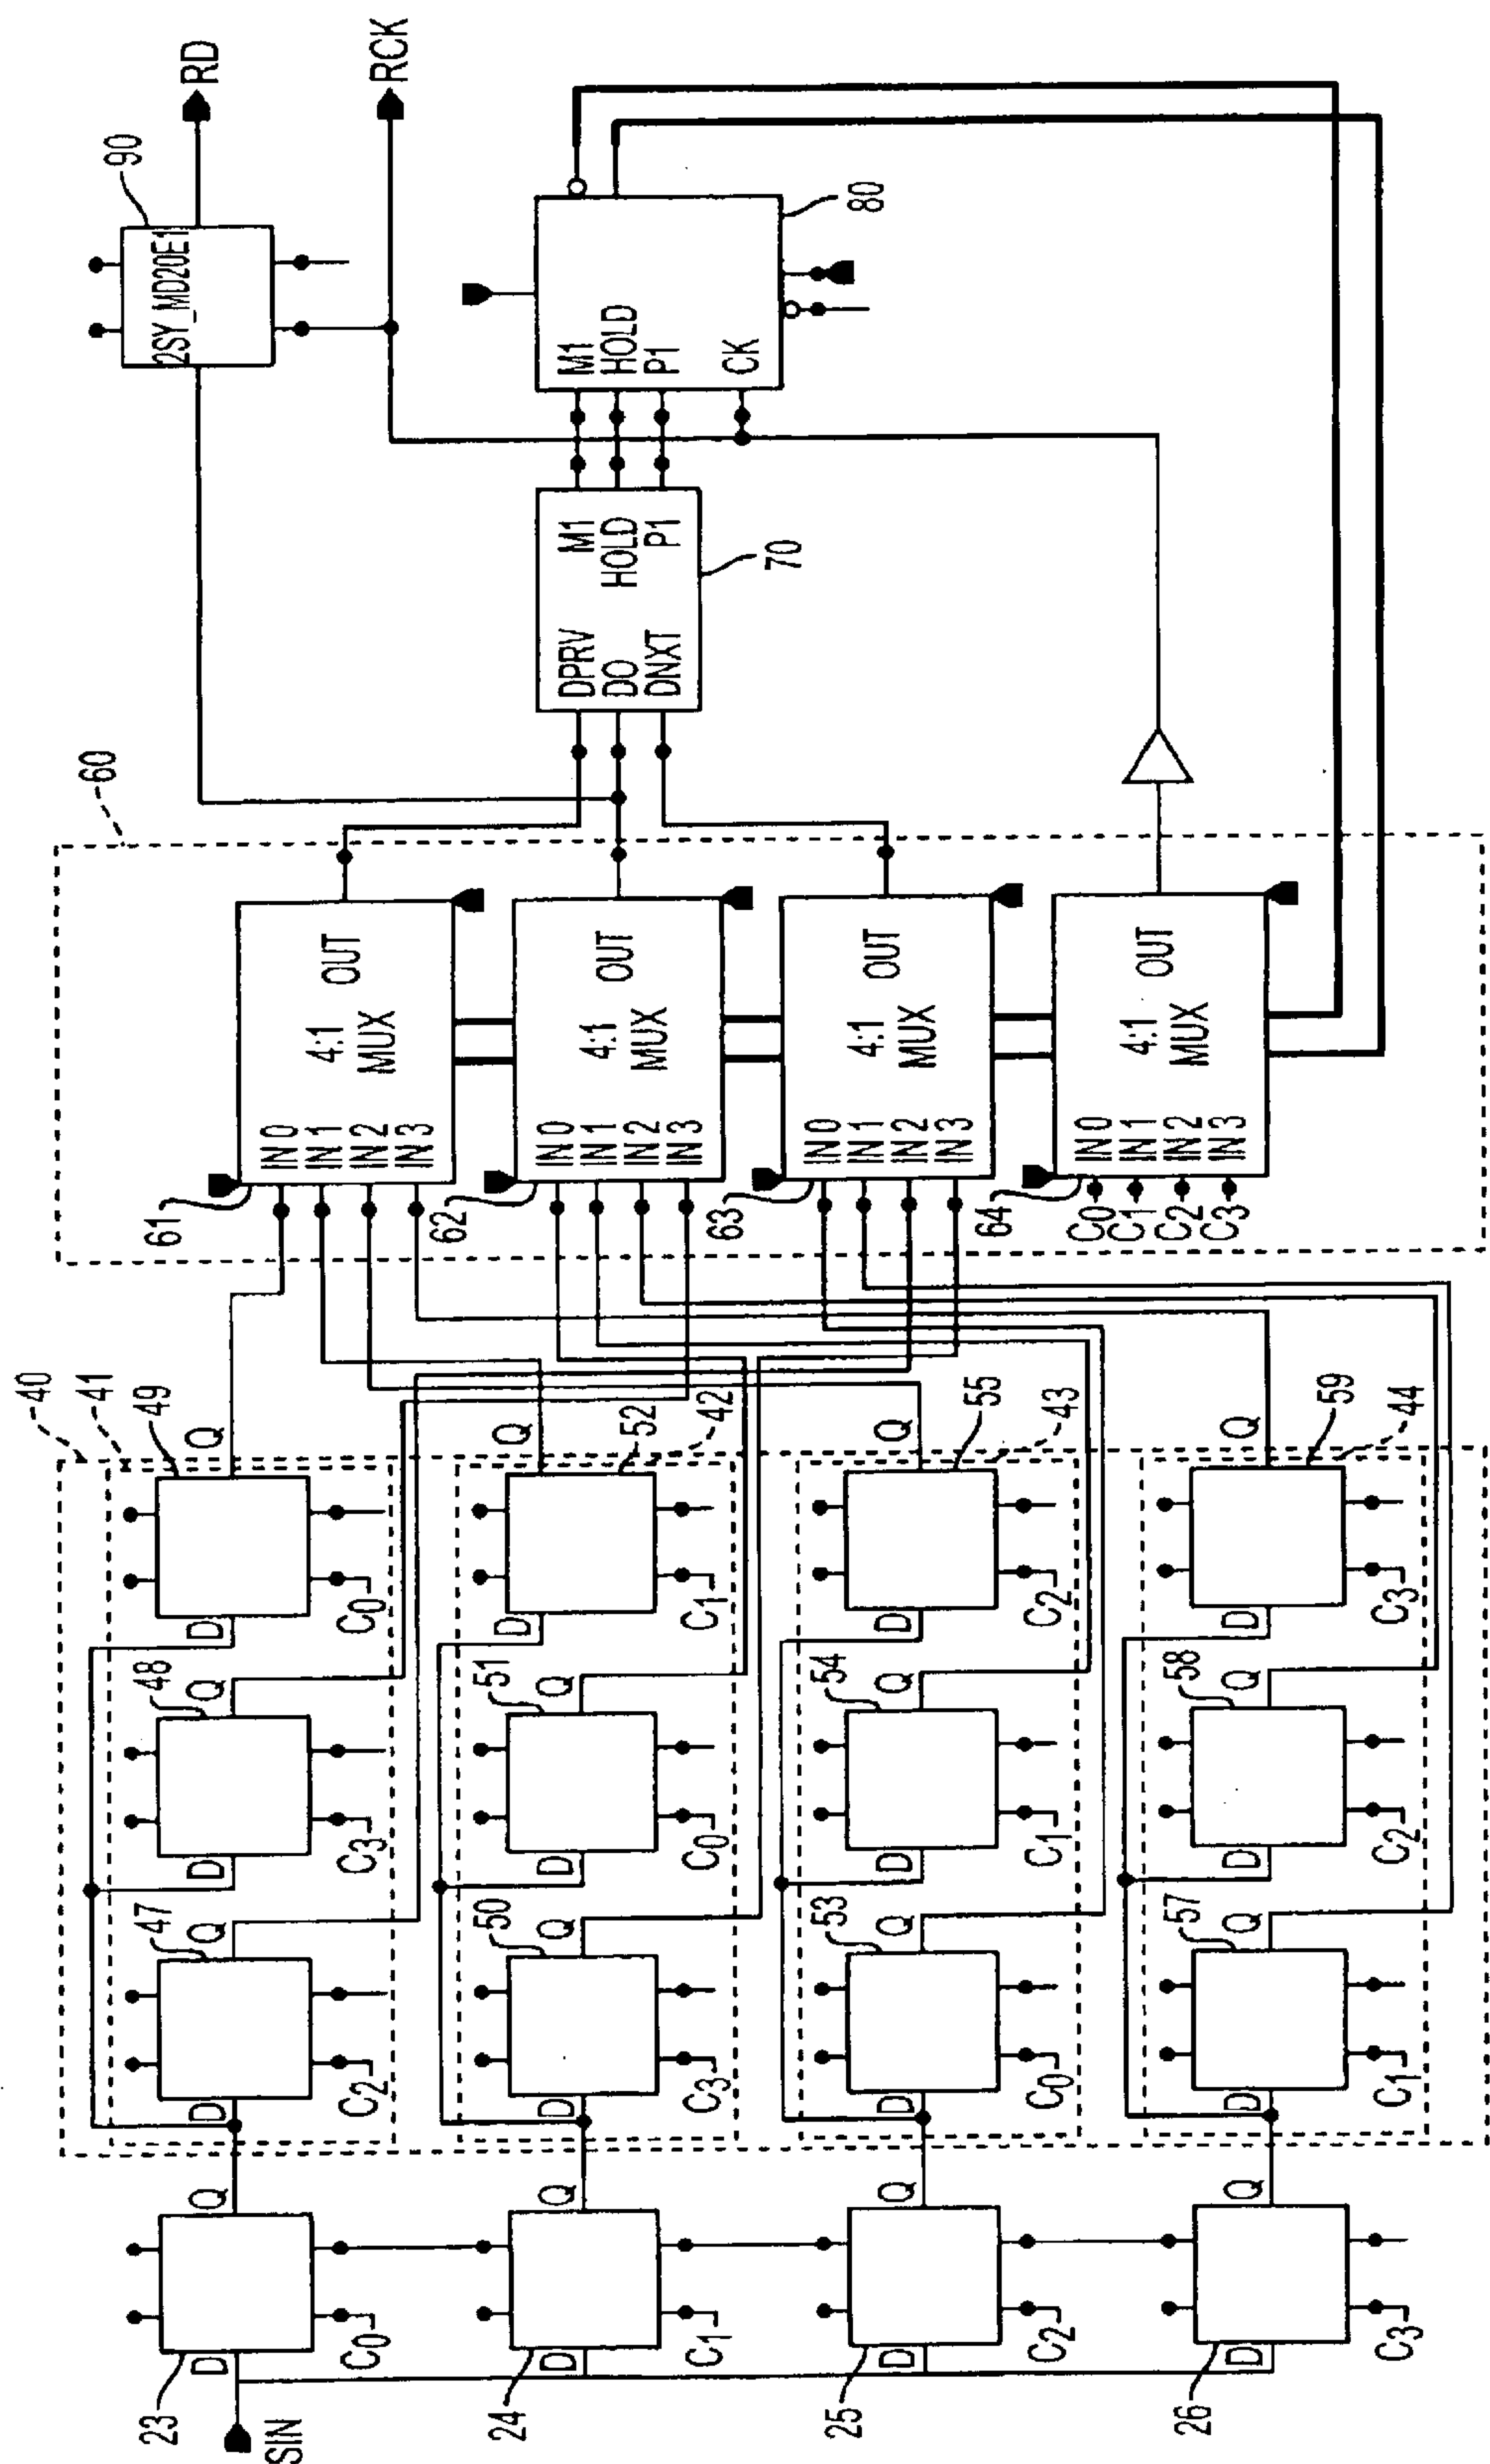 SIN
23
D
Q
C0
24
D
Q
C1
25
D
Q
C2
26
D
Q
C3
40
41
47
D
Q
C2
48
D
Q
C3
49
D
Q
C0
42
50
D
Q
C3
51
D
Q
C0
52
D
Q
C1
43
53
D
Q
C0
54
D
Q
C1
55
D
Q
C2
44
57
D
Q
C1
58
D
Q
C2
59
D
Q
C3
60
61
IN0
IN1
IN2
IN3
4:1
MUX
OUT
62
IN0
IN1
IN2
IN3
4:1
MUX
OUT
63
IN0
IN1
IN2
IN3
4:1
MUX
OUT
64
C0
C1
C2
C3
IN0
IN1
IN2
IN3
4:1
MUX
OUT
DPRV
DO
DNXT
M1
HOLD
P1
70
M1
HOLD
P1
CK
80
90
2SY_MD20E1
RD
RCK